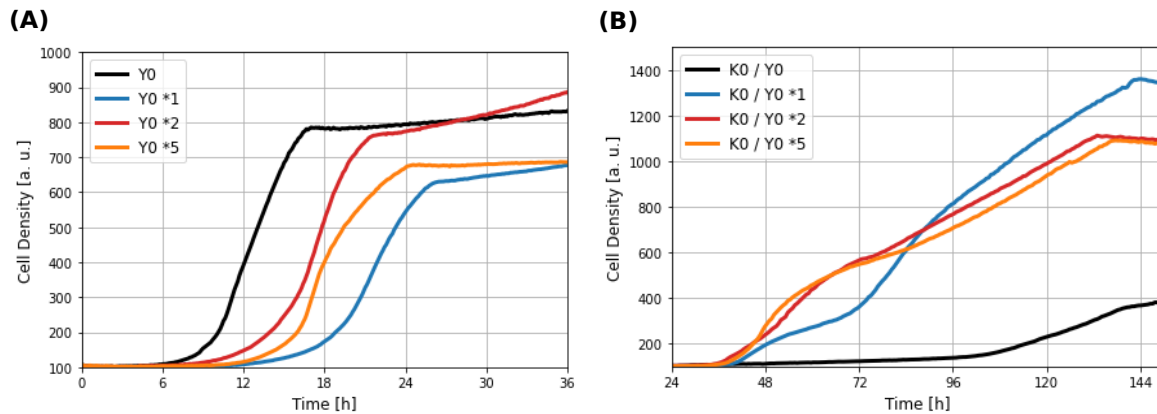 (A)
Cell Density [a. u.]
1000
900
800
700
600
500
400
300
200
100
Y0
Y0 *1
Y0 *2
Y0 *5
0 6 12 18 24 30 36
Time [h]
(B)
Cell Density [a. u.]
1400
1200
1000
800
600
400
200
K0 / Y0
K0 / Y0 *1
K0 / Y0 *2
K0 / Y0 *5
24 48 72 96 120 144
Time [h]